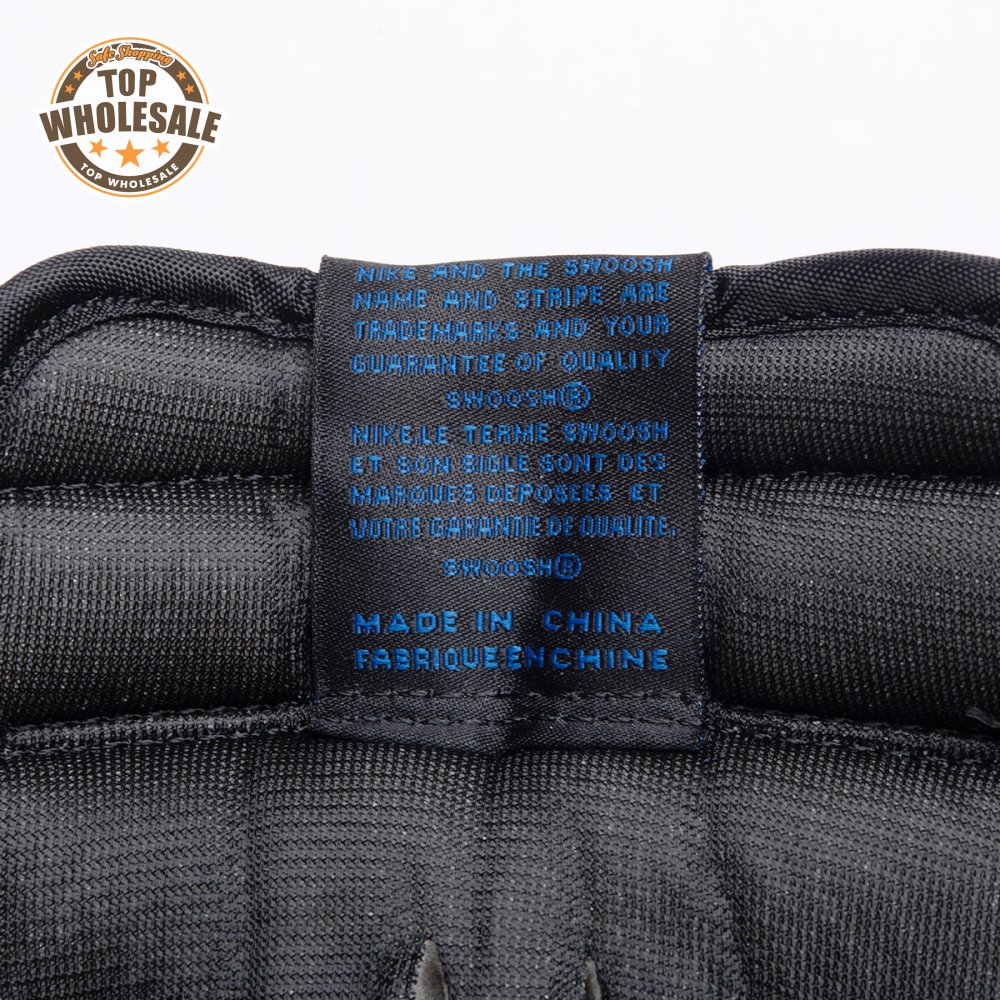 Safe Shopping
TOP
WHOLESALE
TOP WHOLESALE
NIKE AND THE SWOOSH
NAME AND STRIPE ARE
TRADEMARKS AND YOUR
GUARANTEE OF QUALITY
SWOOSH®
NIKE,LE TERME SWOOSH
ET SON SIGLE SONT DES
MARQUES DEPOSEES ET
VOTRE GARANTIE DE QUALITE.
SWOOSH®
MADE IN CHINA
FABRIQUE EN CHINE